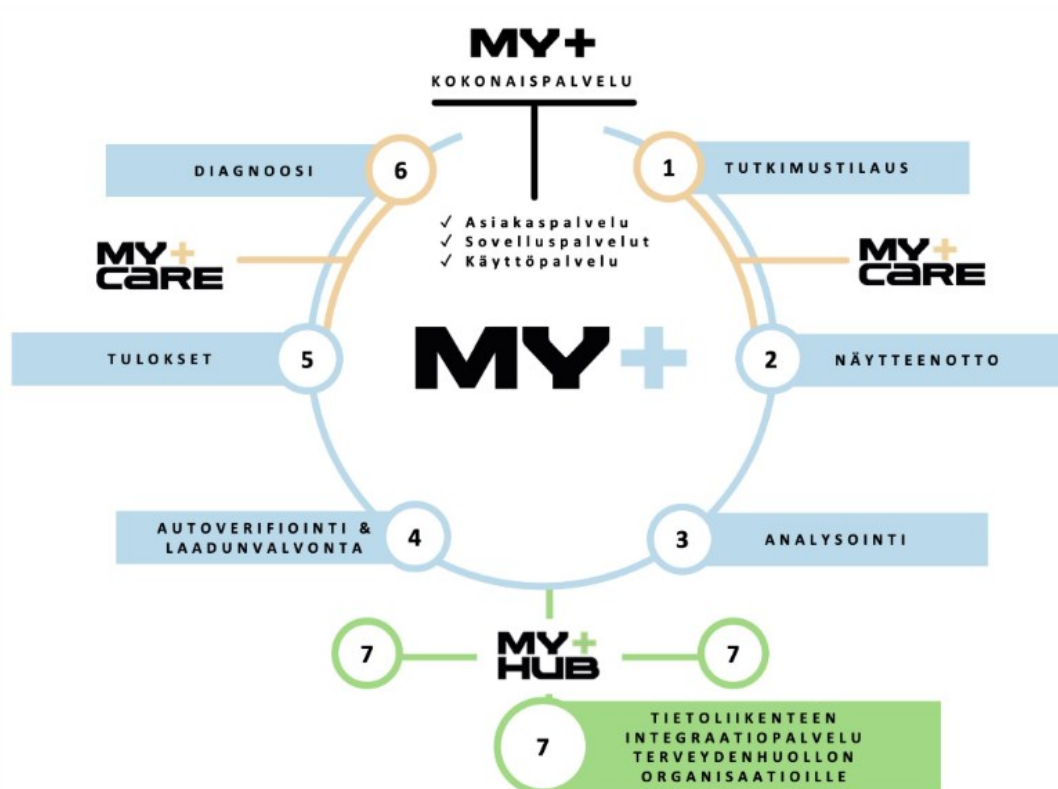 MY+
KOKONAISPALVELU
6
DIAGNOOSI
1
TUTKIMUSTILAUS
✓ Asiakaspalvelu
✓ Sovelluspalvelut
✓ Käyttöpalvelu
MY+
CARE
MY+
CARE
TULOKSET
5
MY+
2
NÄYTTEENOTTO
AUTOVERIFIOINTI &
LAADUNVALVONTA
4
3
ANALYSOINTI
7
MY+
HUB
7
7
TIETOLIIKENTEEN
INTEGRAATIOPALVELU
TERVEYDENHUOLLON
ORGANISAATIOILLE